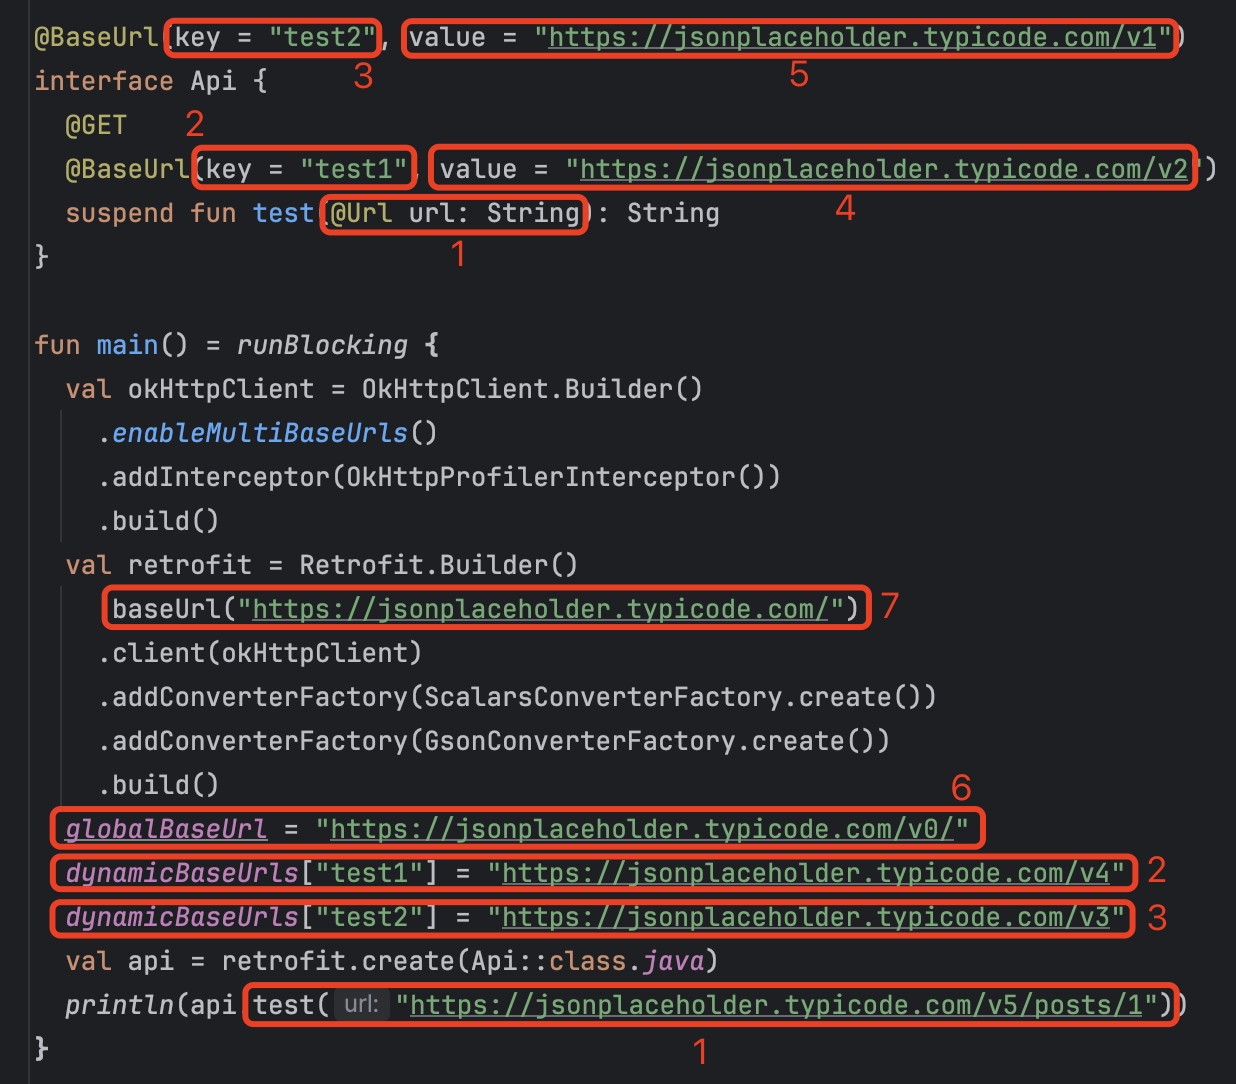 @BaseUrl(key = "test2", value = "https://jsonplaceholder.typicode.com/v1")
3 5
interface Api {
2
@GET
@BaseUrl(key = "test1", value = "https://jsonplaceholder.typicode.com/v2")
4
suspend fun test(@Url url: String): String
1
}
fun main() = runBlocking {
val okHttpClient = OkHttpClient.Builder()
.enableMultiBaseUrls()
.addInterceptor(OkHttpProfilerInterceptor())
.build()
val retrofit = Retrofit.Builder()
baseUrl("https://jsonplaceholder.typicode.com/") 7
.client(okHttpClient)
.addConverterFactory(ScalarsConverterFactory.create())
.addConverterFactory(GsonConverterFactory.create())
.build()
6
globalBaseUrl = "https://jsonplaceholder.typicode.com/v0/"
dynamicBaseUrls["test1"] = "https://jsonplaceholder.typicode.com/v4" 2
dynamicBaseUrls["test2"] = "https://jsonplaceholder.typicode.com/v3" 3
val api = retrofit.create(Api::class.java)
println(api.test( url: "https://jsonplaceholder.typicode.com/v5/posts/1"))
1
}